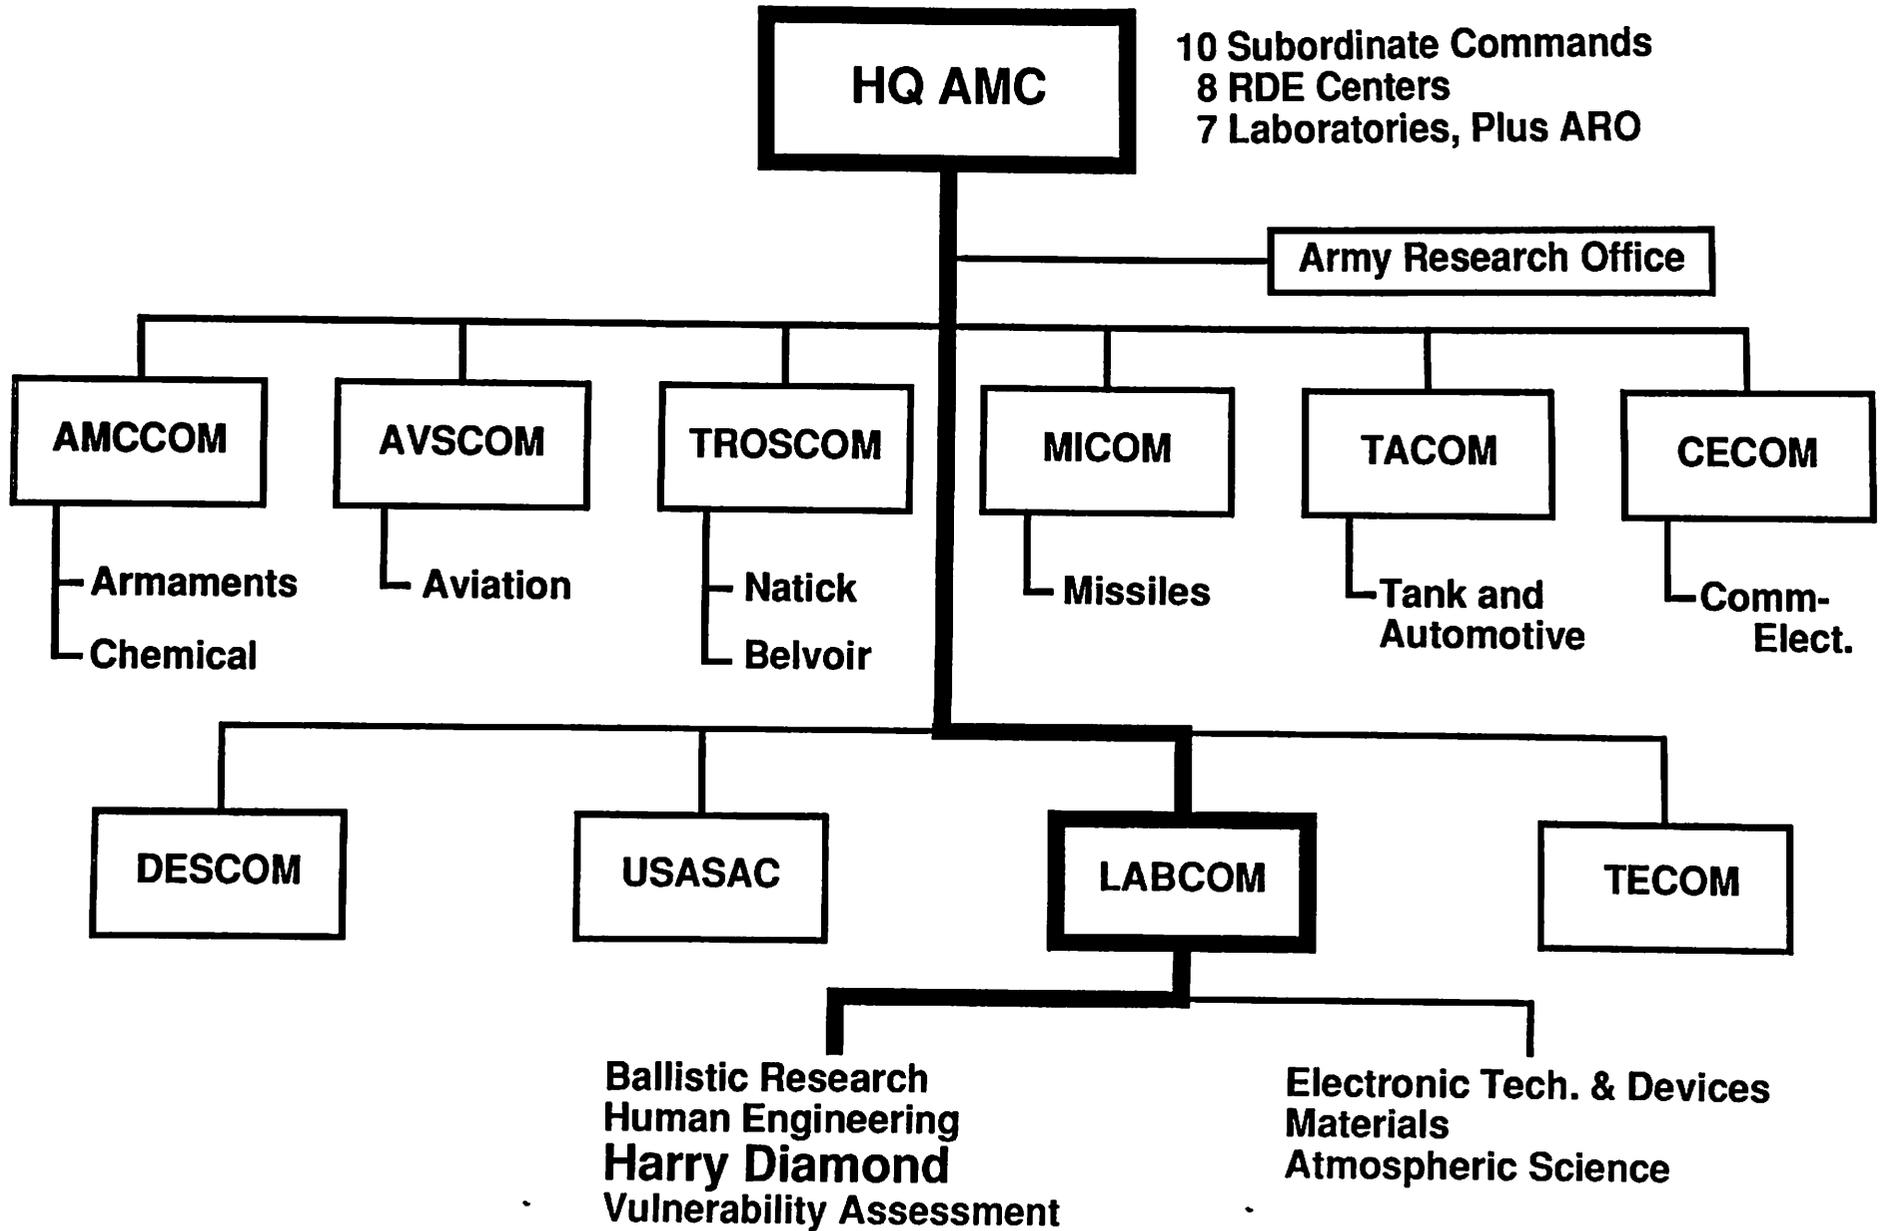 HQ AMC
10 Subordinate Commands
8 RDE Centers
7 Laboratories, Plus ARO
Army Research Office
AMCCOM
AVSCOM
TROSCOM
MICOM
TACOM
CECOM
Armaments
Chemical
Aviation
Natick
Belvoir
Missiles
Tank and
Automotive
Comm-
Elect.
DESCOM
USASAC
LABCOM
TECOM
Ballistic Research
Human Engineering
Harry Diamond
Vulnerability Assessment
Electronic Tech. & Devices
Materials
Atmospheric Science